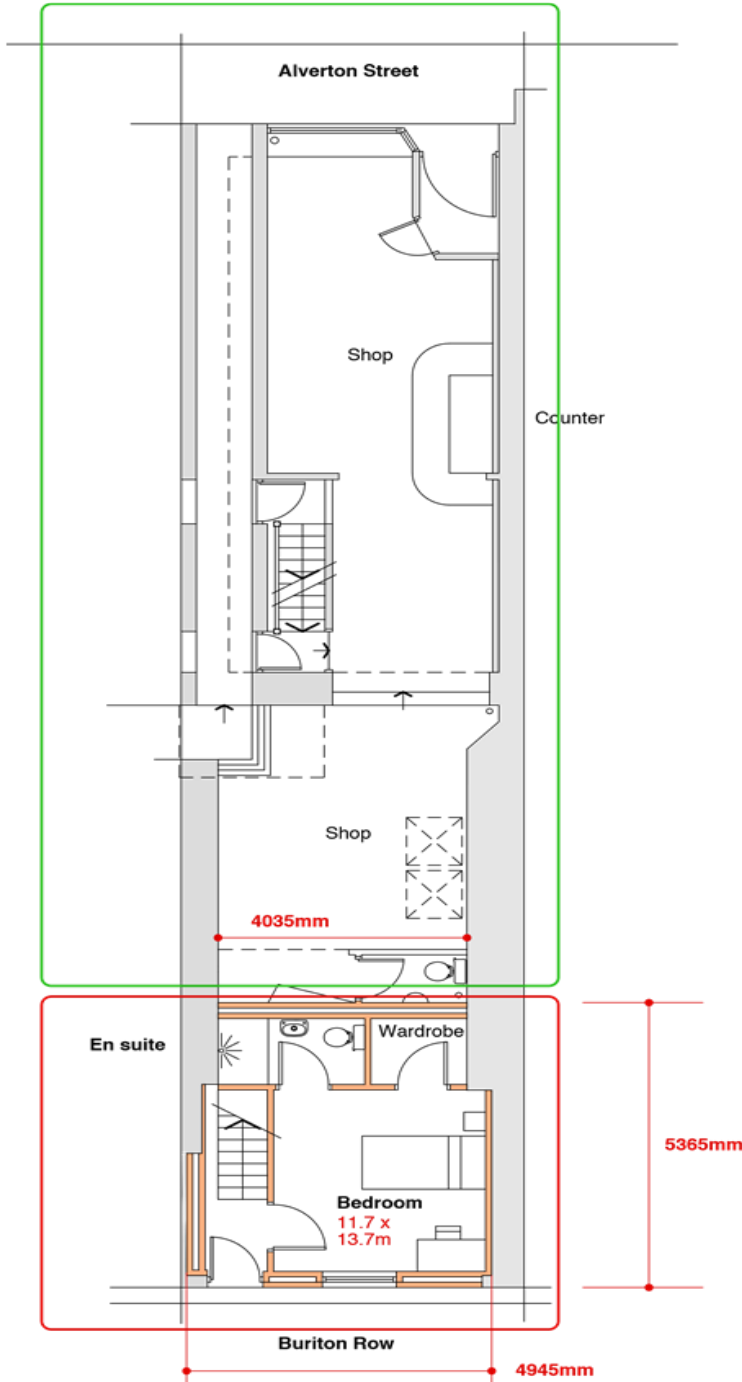 Alverton Street
Shop
Counter
Shop
4035mm
Wardrobe
En suite
5365mm
Bedroom
11.7 x
13.7m
Buriton Row
4945mm